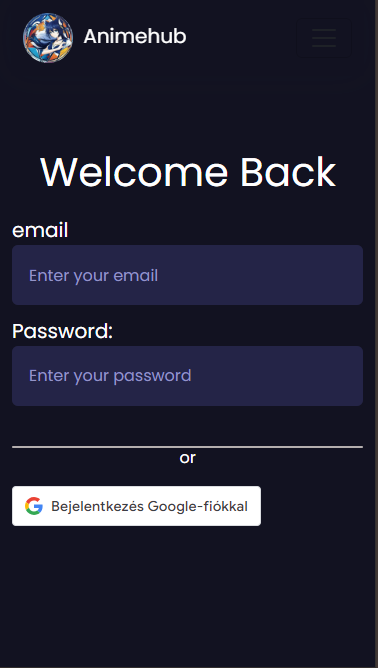 Animehub
Welcome Back
email
Enter your email
Password:
Enter your password
or
Bejelentkezés Google-fiókkal